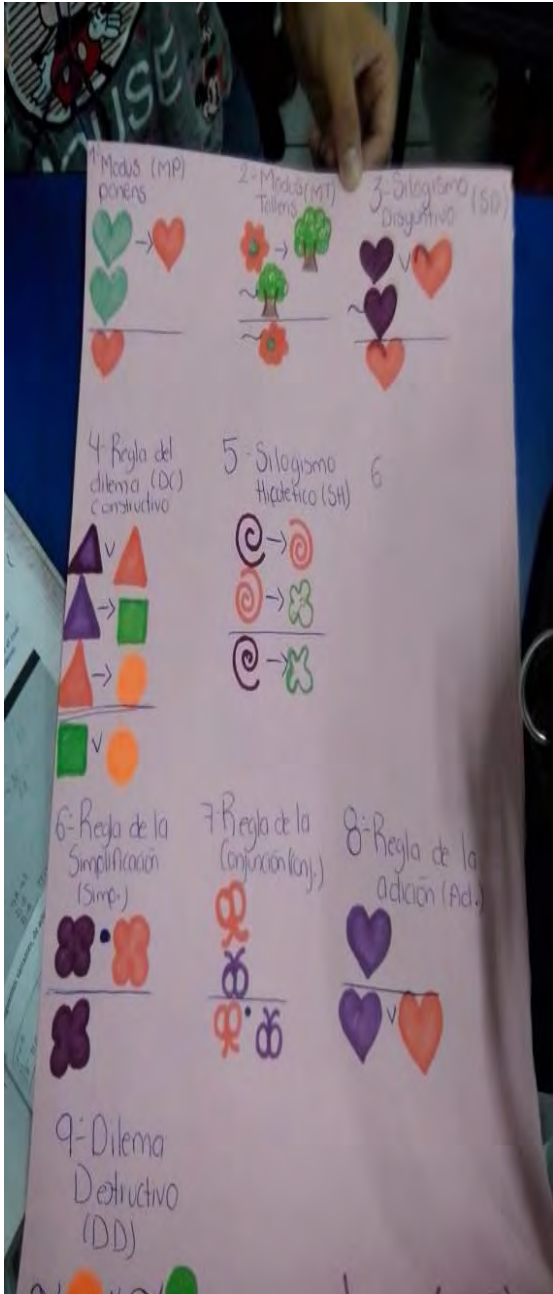 1- Modus (MP)
ponens
→
2- Modus (MT)
Tollens
→
~
~
3- Silogismo (SD)
Disyuntivo
v
~
4- Regla del
dilema (DC)
Constructivo
v
→
→
v
5- Silogismo
Hipotetico (SH)
→
→
→
6
6- Regla de la
Simplificación
(Simp.)
•
7- Regla de la
Conjunción (Conj.)
•
8- Regla de la
adición (Ad.)
v
9- Dilema
Destructivo
(DD)